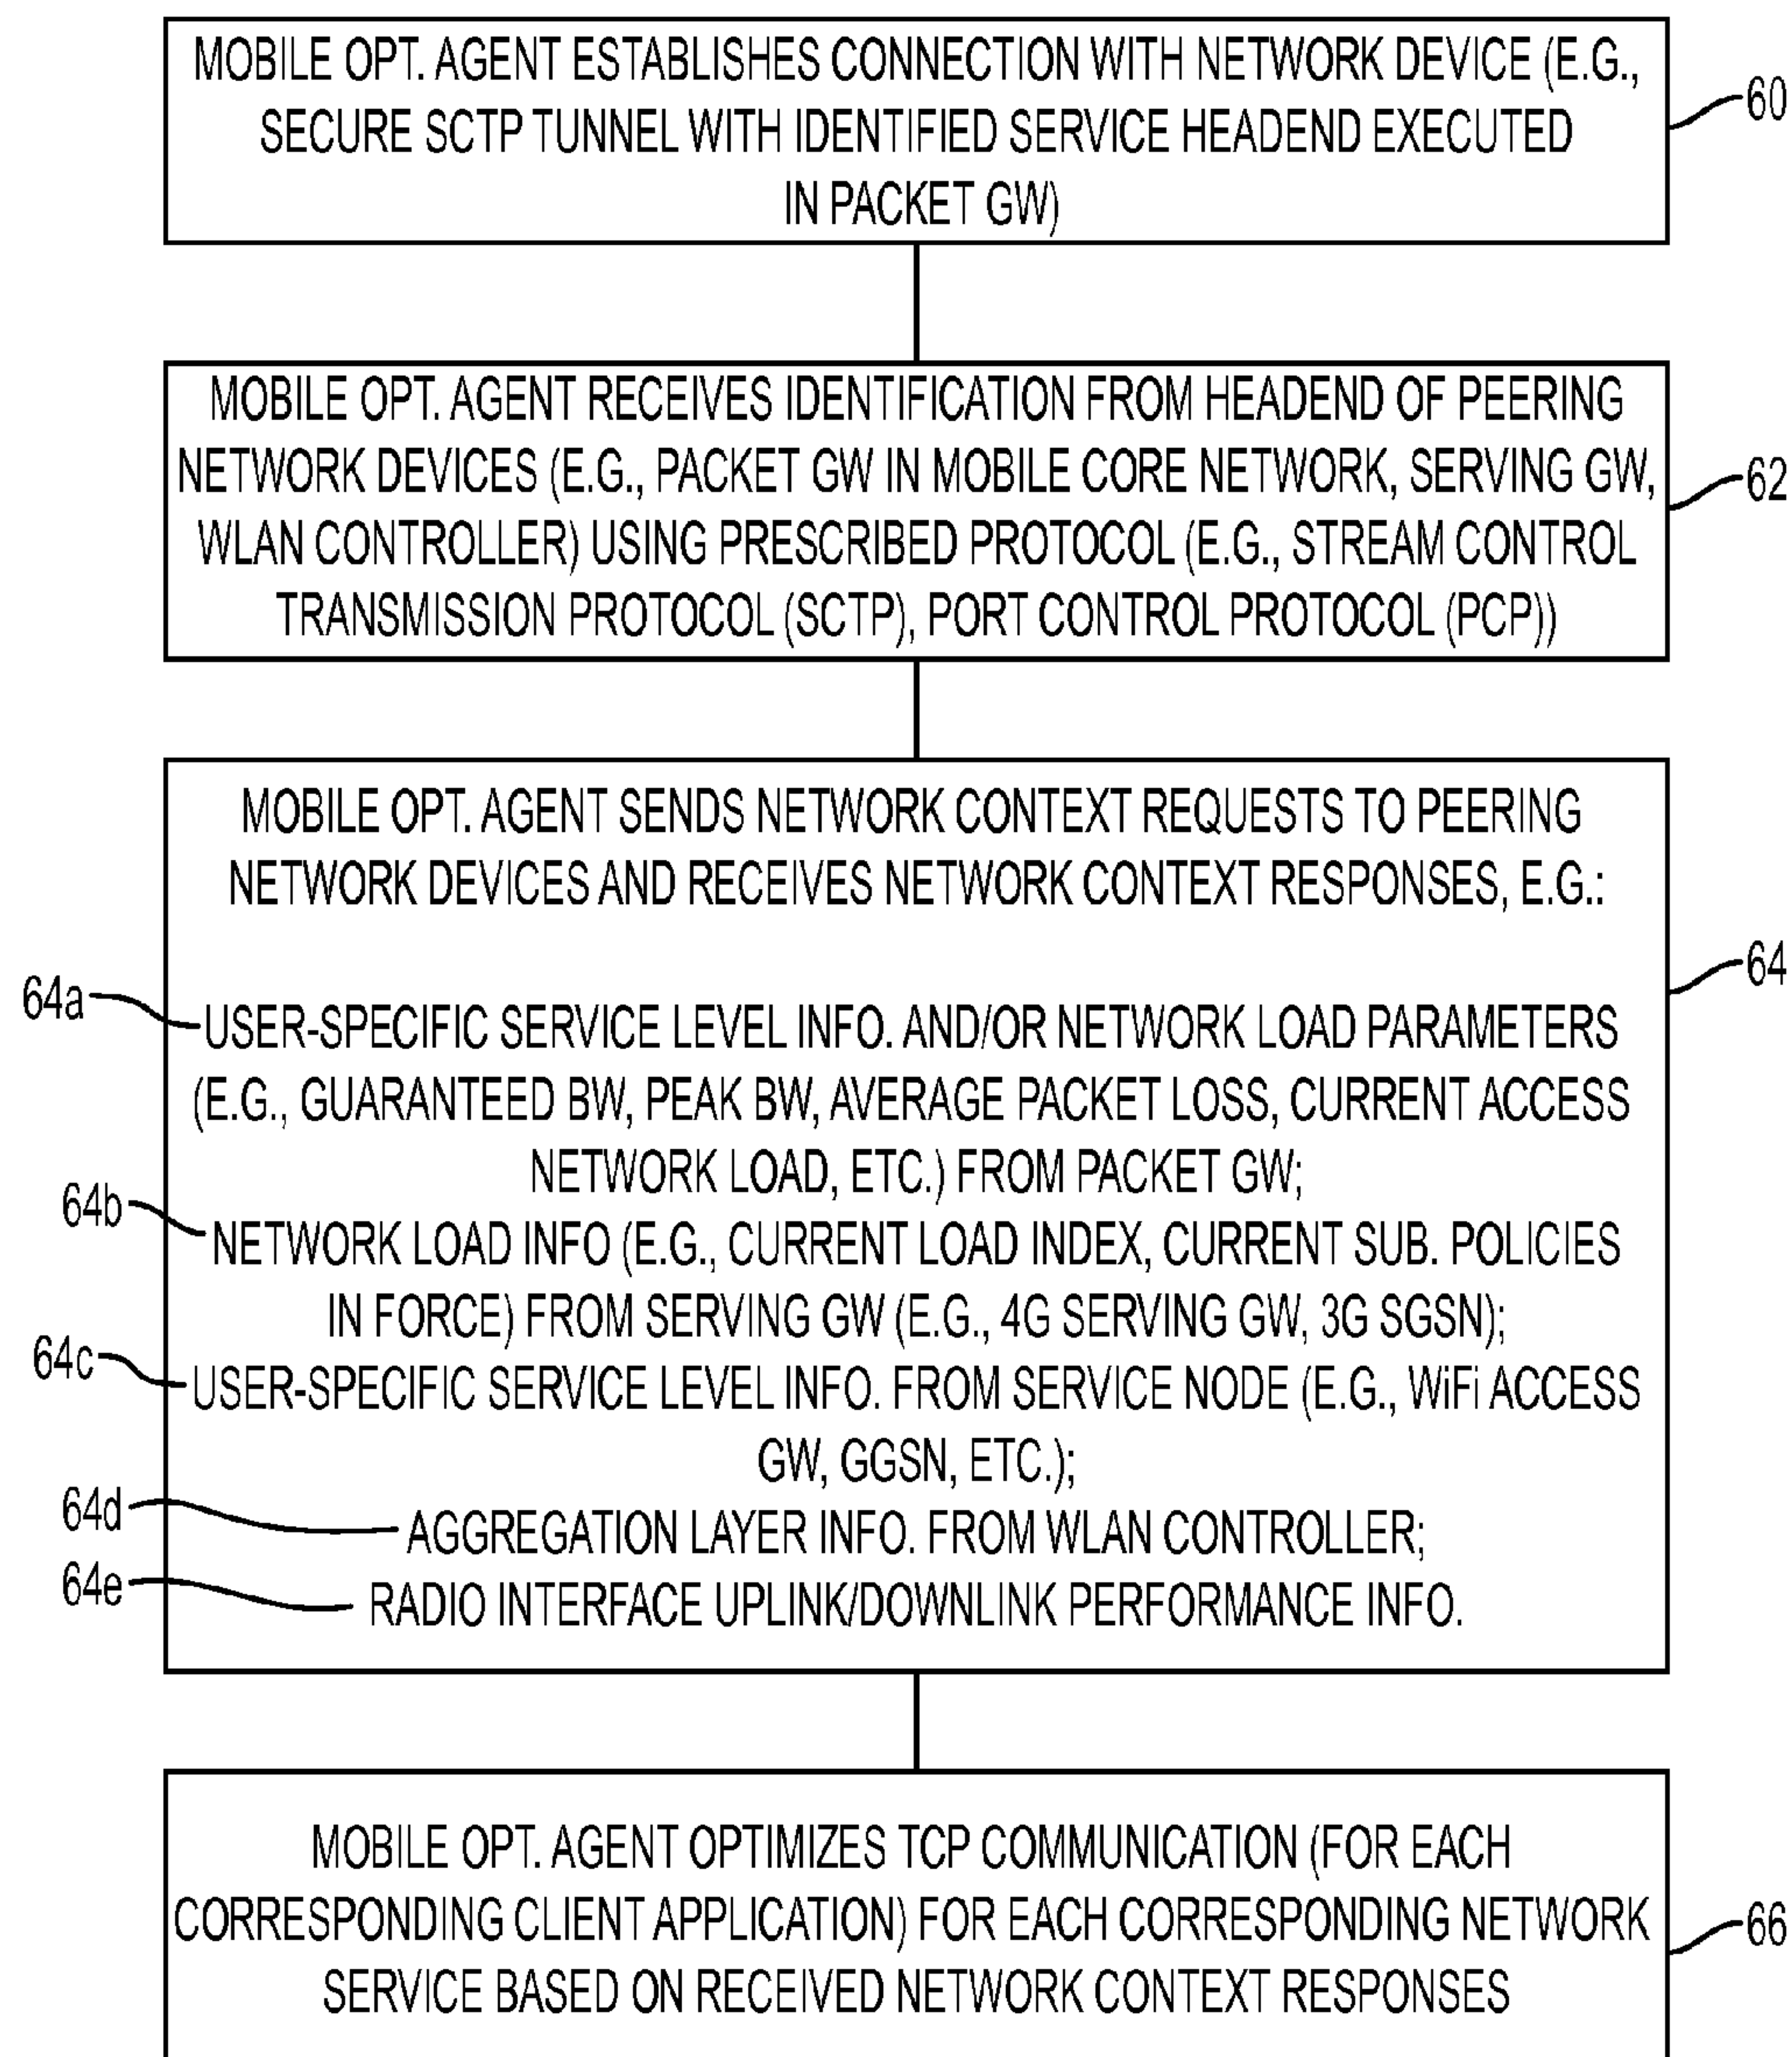 MOBILE OPT. AGENT ESTABLISHES CONNECTION WITH NETWORK DEVICE (E.G.,
SECURE SCTP TUNNEL WITH IDENTIFIED SERVICE HEADEND EXECUTED
IN PACKET GW)
60
MOBILE OPT. AGENT RECEIVES IDENTIFICATION FROM HEADEND OF PEERING
NETWORK DEVICES (E.G., PACKET GW IN MOBILE CORE NETWORK, SERVING GW,
WLAN CONTROLLER) USING PRESCRIBED PROTOCOL (E.G., STREAM CONTROL
TRANSMISSION PROTOCOL (SCTP), PORT CONTROL PROTOCOL (PCP))
62
MOBILE OPT. AGENT SENDS NETWORK CONTEXT REQUESTS TO PEERING
NETWORK DEVICES AND RECEIVES NETWORK CONTEXT RESPONSES, E.G.:
64
64a
USER-SPECIFIC SERVICE LEVEL INFO. AND/OR NETWORK LOAD PARAMETERS
(E.G., GUARANTEED BW, PEAK BW, AVERAGE PACKET LOSS, CURRENT ACCESS
NETWORK LOAD, ETC.) FROM PACKET GW;
64b
NETWORK LOAD INFO (E.G., CURRENT LOAD INDEX, CURRENT SUB. POLICIES
IN FORCE) FROM SERVING GW (E.G., 4G SERVING GW, 3G SGSN);
64c
USER-SPECIFIC SERVICE LEVEL INFO. FROM SERVICE NODE (E.G., WiFi ACCESS
GW, GGSN, ETC.);
64d
AGGREGATION LAYER INFO. FROM WLAN CONTROLLER;
64e
RADIO INTERFACE UPLINK/DOWNLINK PERFORMANCE INFO.
MOBILE OPT. AGENT OPTIMIZES TCP COMMUNICATION (FOR EACH
CORRESPONDING CLIENT APPLICATION) FOR EACH CORRESPONDING NETWORK
SERVICE BASED ON RECEIVED NETWORK CONTEXT RESPONSES
66